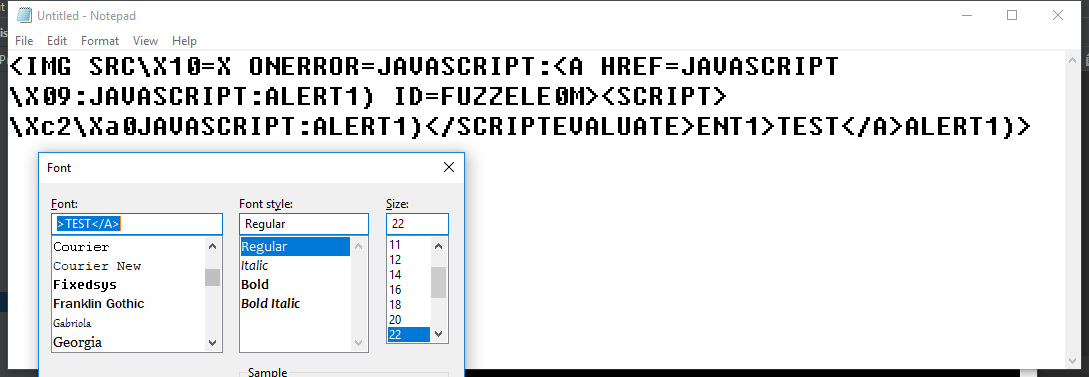 Untitled - Notepad
File Edit Format View Help
<IMG SRC\X10=X ONERROR=JAVASCRIPT:<A HREF=JAVASCRIPT
\X09:JAVASCRIPT:ALERT1) ID=FUZZELE0M><SCRIPT>
\Xc2\Xa0JAVASCRIPT:ALERT1)</SCRIPTEVALUATE>ENT1>TEST</A>ALERT1)>
Font
Font: Font style: Size:
>TEST</A> Regular 22
Courier Regular 11
Courier New Italic 12
Fixedsys Bold 14
Franklin Gothic Bold Italic 16
Gabriola 18
Georgia 20
22
Sample